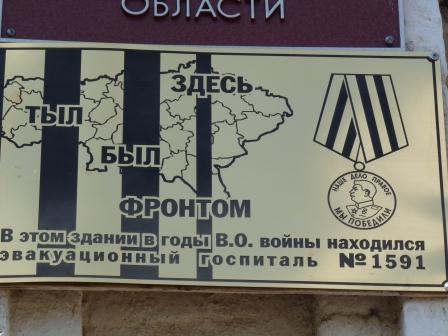 ОБЛАСТИ
ЗДЕСЬ
ТЫЛ
БЫЛ
ФРОНТОМ
НАШЕ ДЕЛО ПРАВОЕ
МЫ ПОБЕДИЛИ
В этом здании в годы В.О. войны находился
эвакуационный госпиталь №1591